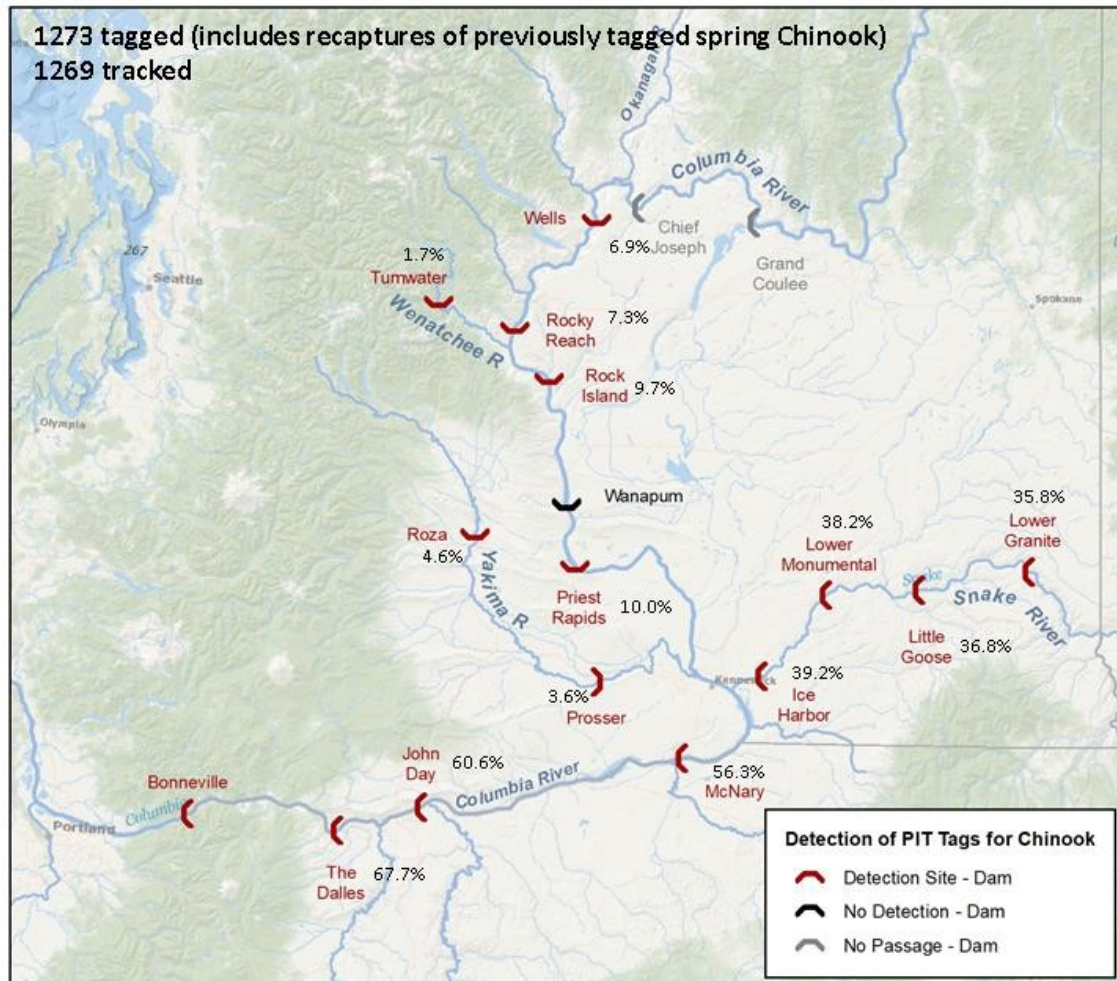 1273 tagged (includes recaptures of previously tagged spring Chinook)
1269 tracked
Okanagan R
Columbia River
Wells
6.9%
Chief
Joseph
Grand
Coulee
267
Seattle
1.7%
Tumwater
Wenatchee R
Rocky
Reach
7.3%
Spokane
Rock
Island
9.7%
Olympia
Wanapum
Roza
4.6%
Yakima R
Priest
Rapids
10.0%
38.2%
Lower
Monumental
35.8%
Lower
Granite
Snake
Snake River
Little
Goose
36.8%
3.6%
Prosser
Kennewick
39.2%
Ice
Harbor
Bonneville
John
Day
60.6%
Columbia River
56.3%
McNary
Columbia
Portland
The
Dalles
67.7%
Detection of PIT Tags for Chinook
Detection Site - Dam
No Detection - Dam
No Passage - Dam